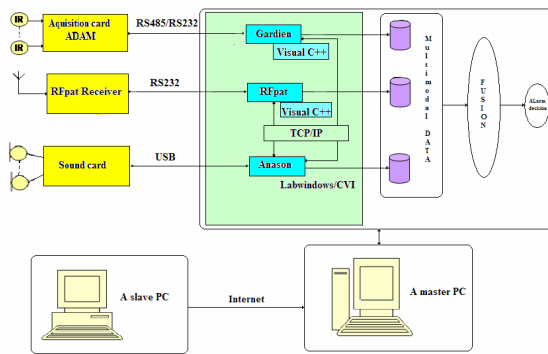 IR
IR
Aquisition card
ADAM
RS485/RS232
Gardien
Visual C++
RFpat Receiver
RS232
RFpat
Visual C++
TCP/IP
Sound card
USB
Anason
Labwindows/CVI
Multimodal DATA
FUSION
ALarm
decision
A slave PC
Internet
A master PC